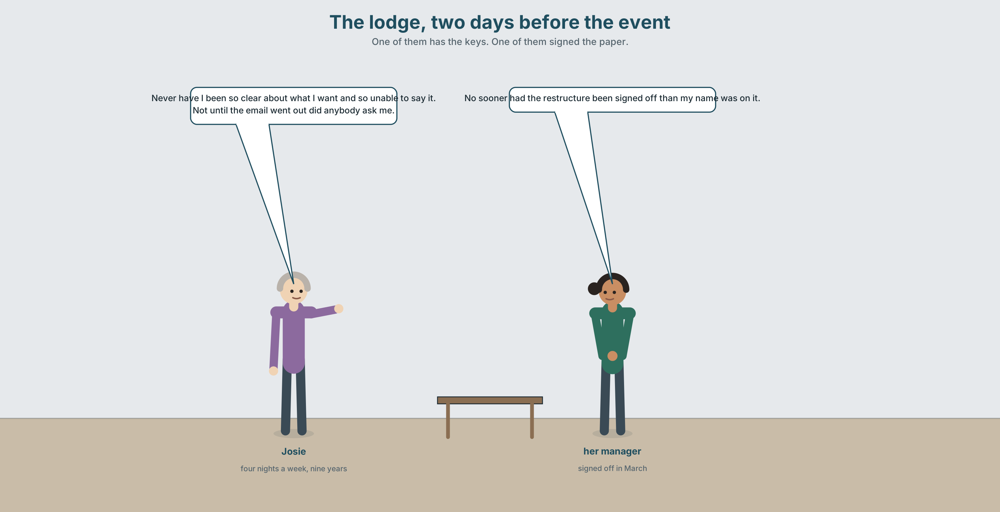 The lodge, two days before the event
One of them has the keys. One of them signed the paper.
Never have I been so clear about what I want and so unable to say it.
Not until the email went out did anybody ask me.
No sooner had the restructure been signed off than my name was on it.
Josie
four nights a week, nine years
her manager
signed off in March